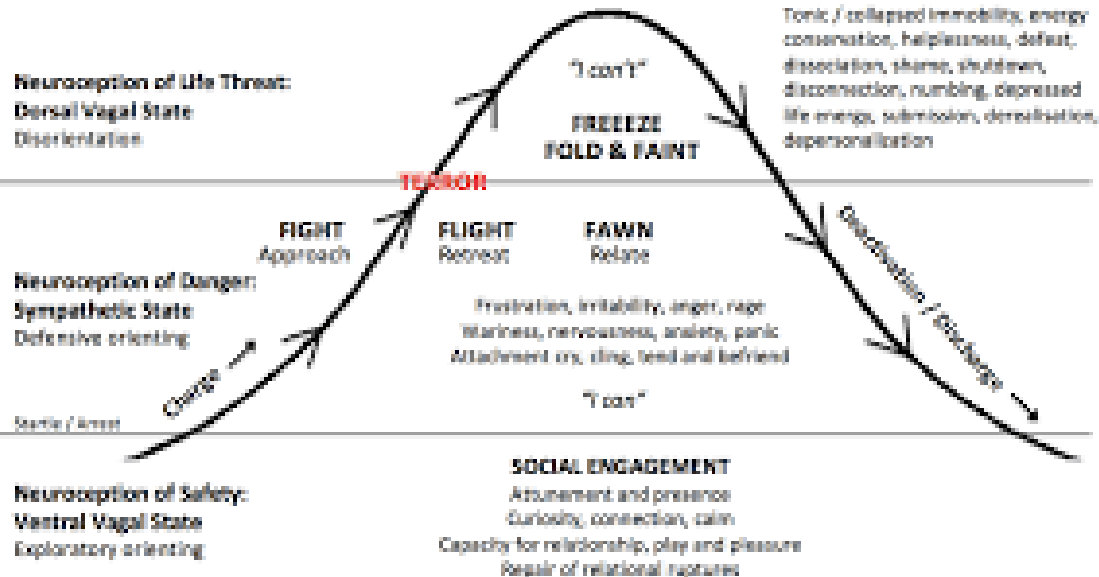 Neuroception of Life Threat:
Dorsal Vagal State
Disorientation
"I can't"
FREEEZE
FOLD & FAINT
Tonic / collapsed immobility, energy
conservation, helplessness, defeat,
dissociation, shame, shutdown,
disconnection, numbing, depressed
life energy, submission, derealisation,
depersonalization
TERROR
FIGHT
Approach
FLIGHT
Retreat
FAWN
Relate
Neuroception of Danger:
Sympathetic State
Defensive orienting
Frustration, irritability, anger, rage
Wariness, nervousness, anxiety, panic
Attachment cry, cling, tend and befriend
"I can"
Charge
Deactivation / Discharge
Startle / Arrest
Neuroception of Safety:
Ventral Vagal State
Exploratory orienting
SOCIAL ENGAGEMENT
Attunement and presence
Curiosity, connection, calm
Capacity for relationship, play and pleasure
Repair of relational ruptures